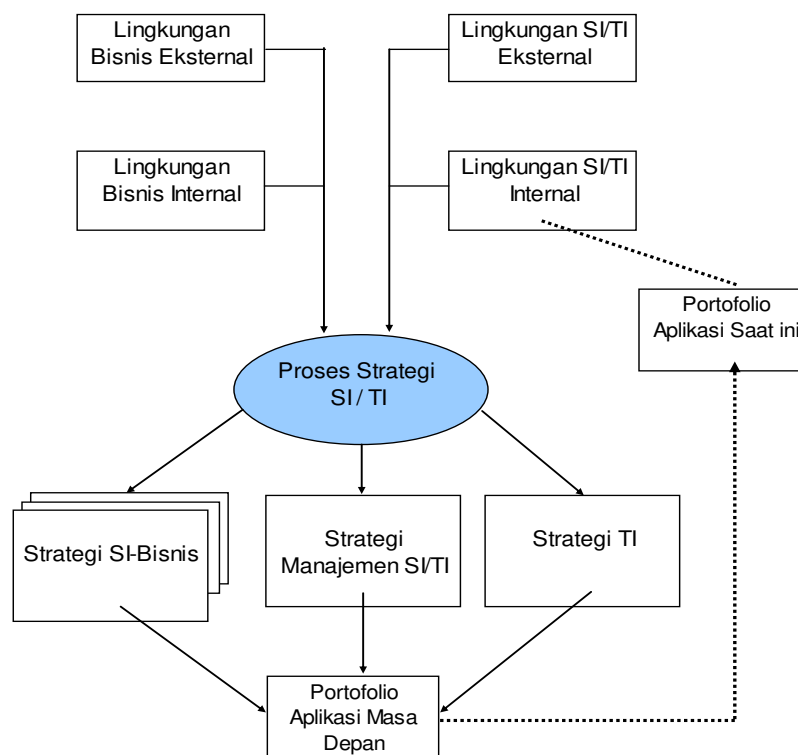 Lingkungan
Bisnis Eksternal
Lingkungan SI/TI
Eksternal
Lingkungan
Bisnis Internal
Lingkungan SI/TI
Internal
Portofolio
Aplikasi Saat ini
Proses Strategi
SI / TI
Strategi SI-Bisnis
Strategi
Manajemen SI/TI
Strategi TI
Portofolio
Aplikasi Masa
Depan